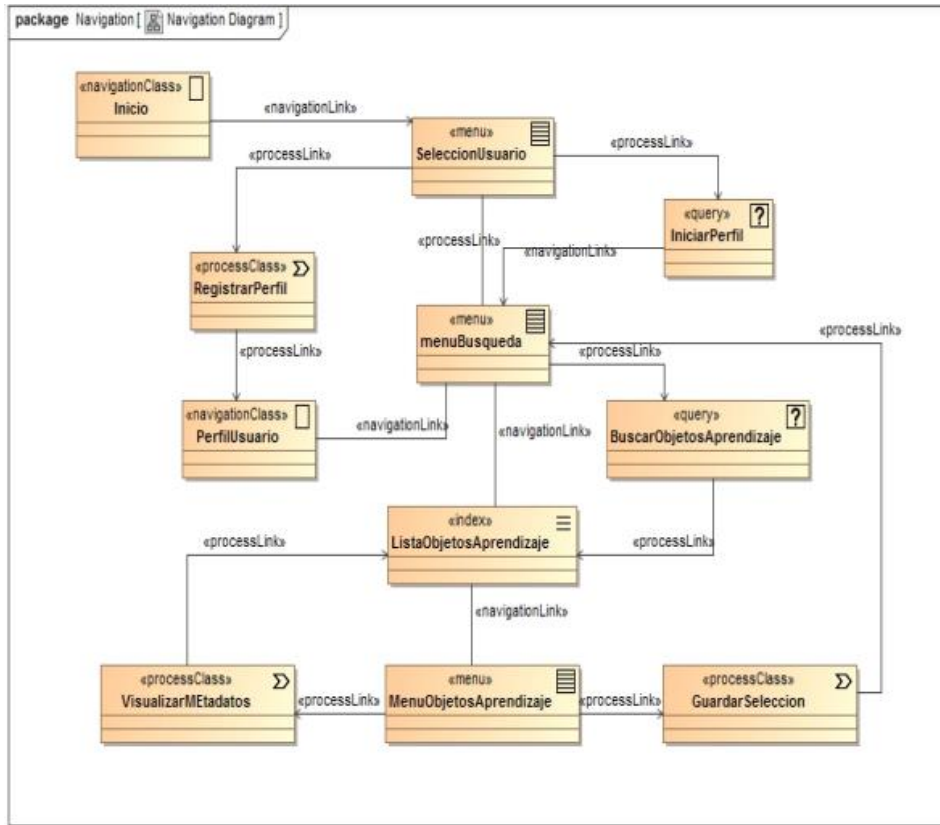 package Navigation [ Navigation Diagram ]
«navigationClass»
Inicio
«navigationLink»
«menu»
SeleccionUsuario
«processLink»
«processLink»
«query» ?
IniciarPerfil
«processLink»
«navigationLink»
«processClass»
RegistrarPerfil
«menu»
menuBusqueda
«processLink»
«processLink»
«processLink»
«navigationClass»
PerfilUsuario
«navigationLink»
«navigationLink»
«query» ?
BuscarObjetosAprendizaje
«index»
ListaObjetosAprendizaje
«processLink»
«processLink»
«navigationLink»
«processClass»
VisualizarMEtadatos
«processLink»
«menu»
MenuObjetosAprendizaje
«processLink»
«processClass»
GuardarSeleccion